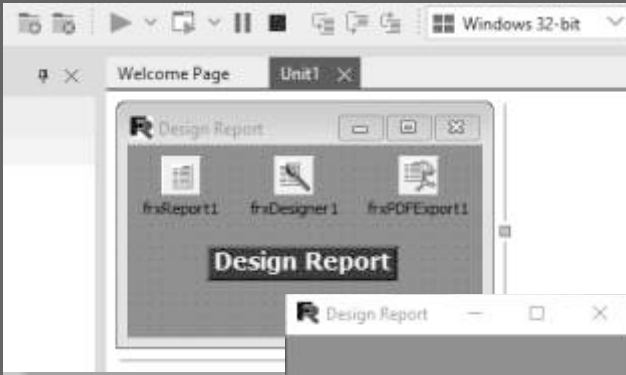 Windows 32-bit
Welcome Page
Unit1
Design Report
frxReport1
frxDesigner1
frxPDFExport1
Design Report
Design Report